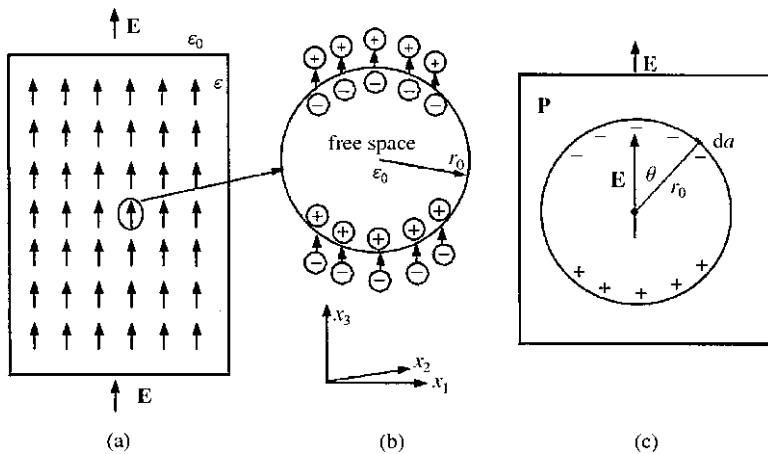 E
ε0
ε
E
(a)
+ + + + +
− − − − −
free space
ε0
r0
+ + + + +
− − − − −
x3
x2
x1
(b)
E
P
− − − − −
da
E
θ
r0
+ + + + +
(c)